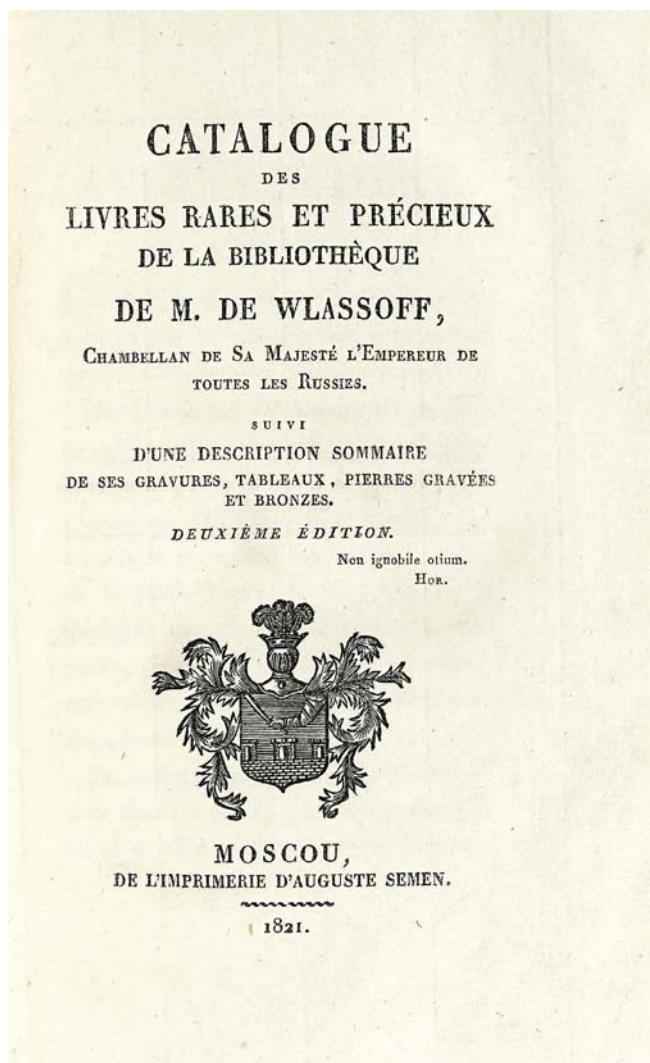 CATALOGUE
DES
LIVRES RARES ET PRÉCIEUX
DE LA BIBLIOTHÈQUE
DE M. DE WLASSOFF,
CHAMBELLAN DE SA MAJESTÉ L'EMPEREUR DE
TOUTES LES RUSSIES.
SUIVI
D'UNE DESCRIPTION SOMMAIRE
DE SES GRAVURES, TABLEAUX, PIERRES GRAVÉES
ET BRONZES.
DEUXIÈME ÉDITION.
Non ignobile otium.
HOR.
MOSCOU,
DE L'IMPRIMERIE D'AUGUSTE SEMEN.
1821.